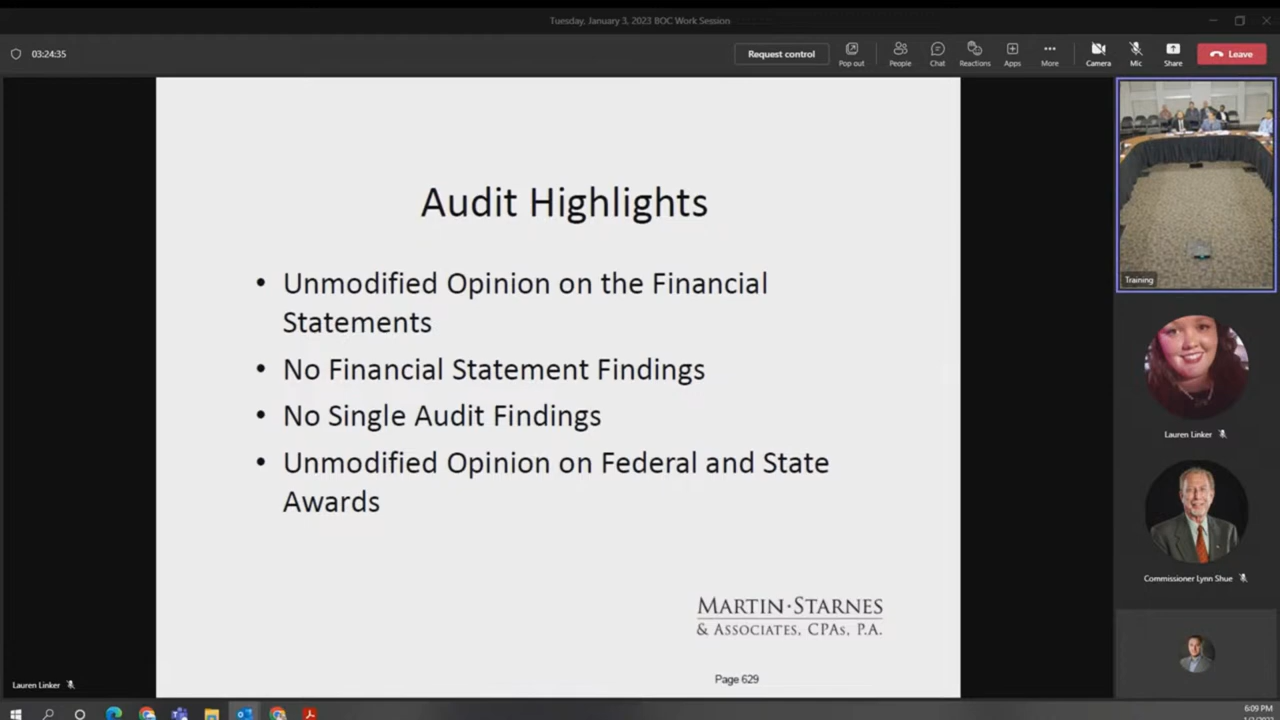 Tuesday, January 3, 2023 BOC Work Session
03:24:35
Request control
Pop out
People
Chat
Reactions
Apps
More
Camera
Mic
Share
Leave
Audit Highlights
• Unmodified Opinion on the Financial
Statements
• No Financial Statement Findings
• No Single Audit Findings
• Unmodified Opinion on Federal and State
Awards
MARTIN·STARNES
& ASSOCIATES, CPAs, P.A.
Page 629
Training
Lauren Linker
Commissioner Lynn Shue
Lauren Linker
6:09 PM